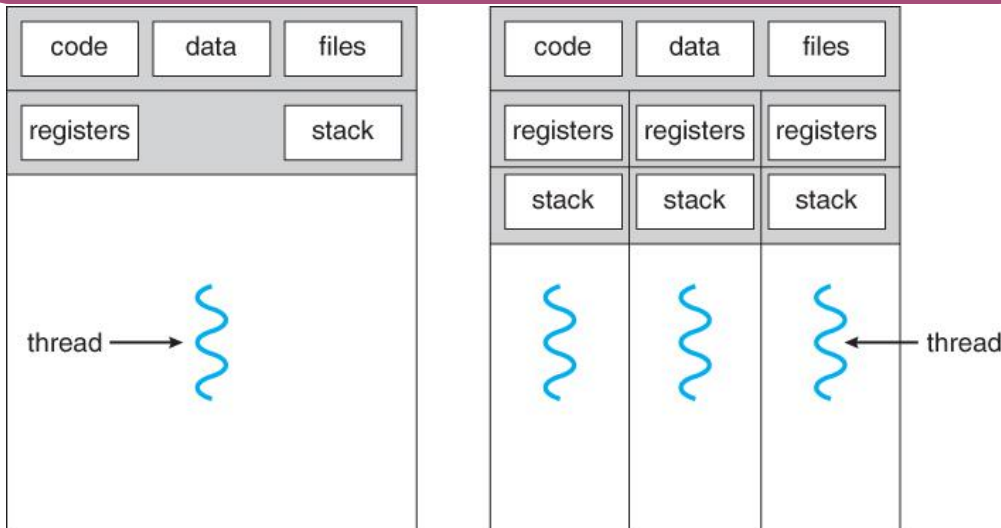 code data files
registers stack
thread
code data files
registers registers registers
stack stack stack
thread